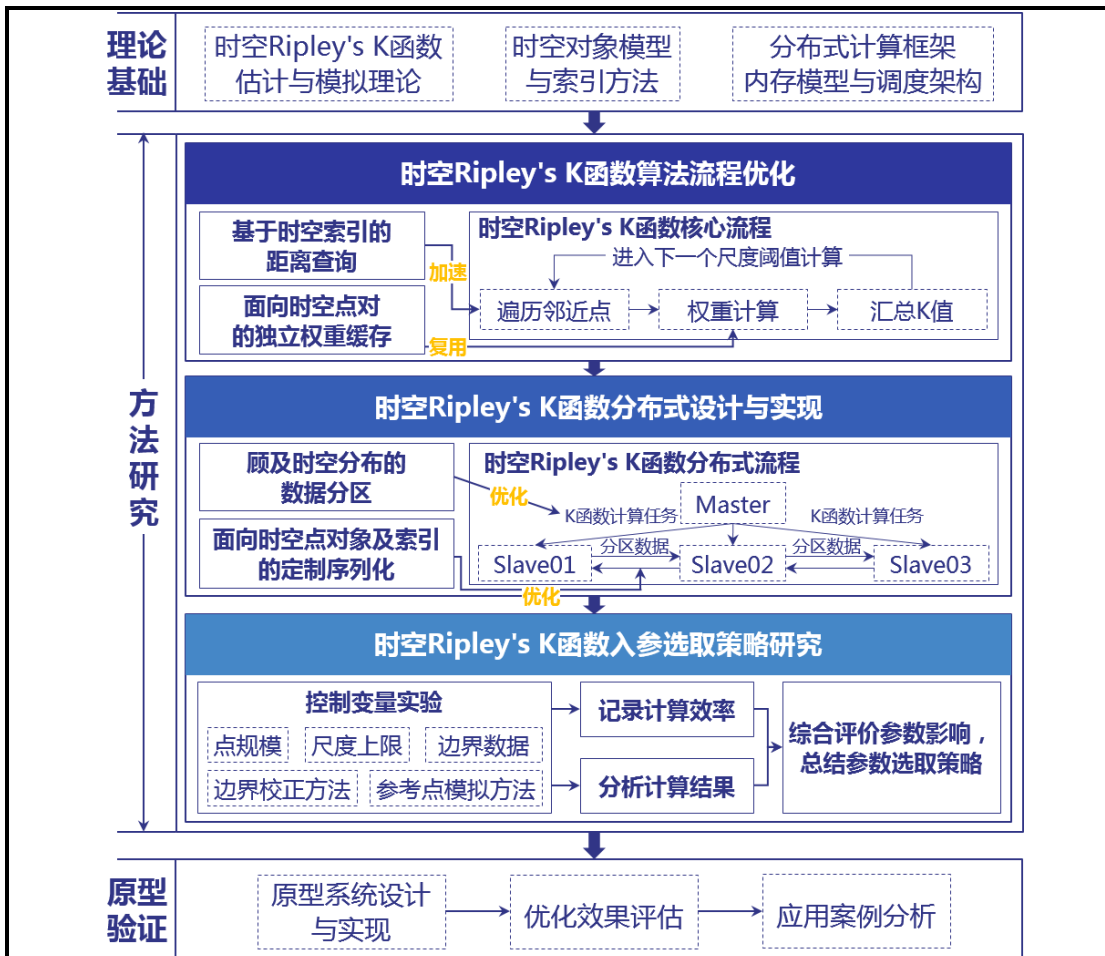 理论
基础
时空Ripley's K函数
估计与模拟理论
时空对象模型
与索引方法
分布式计算框架
内存模型与调度架构
方法研究
时空Ripley's K函数算法流程优化
基于时空索引的
距离查询
面向时空点对
的独立权重缓存
加速
复用
时空Ripley's K函数核心流程
进入下一个尺度阈值计算
遍历邻近点
权重计算
汇总K值
时空Ripley's K函数分布式设计与实现
顾及时空分布的
数据分区
面向时空点对象及索引
的定制序列化
优化
优化
时空Ripley's K函数分布式流程
Master
K函数计算任务
K函数计算任务
Slave01
分区数据
Slave02
分区数据
Slave03
时空Ripley's K函数入参选取策略研究
控制变量实验
点规模
尺度上限
边界数据
边界校正方法
参考点模拟方法
记录计算效率
分析计算结果
综合评价参数影响，
总结参数选取策略
原型
验证
原型系统设计
与实现
优化效果评估
应用案例分析